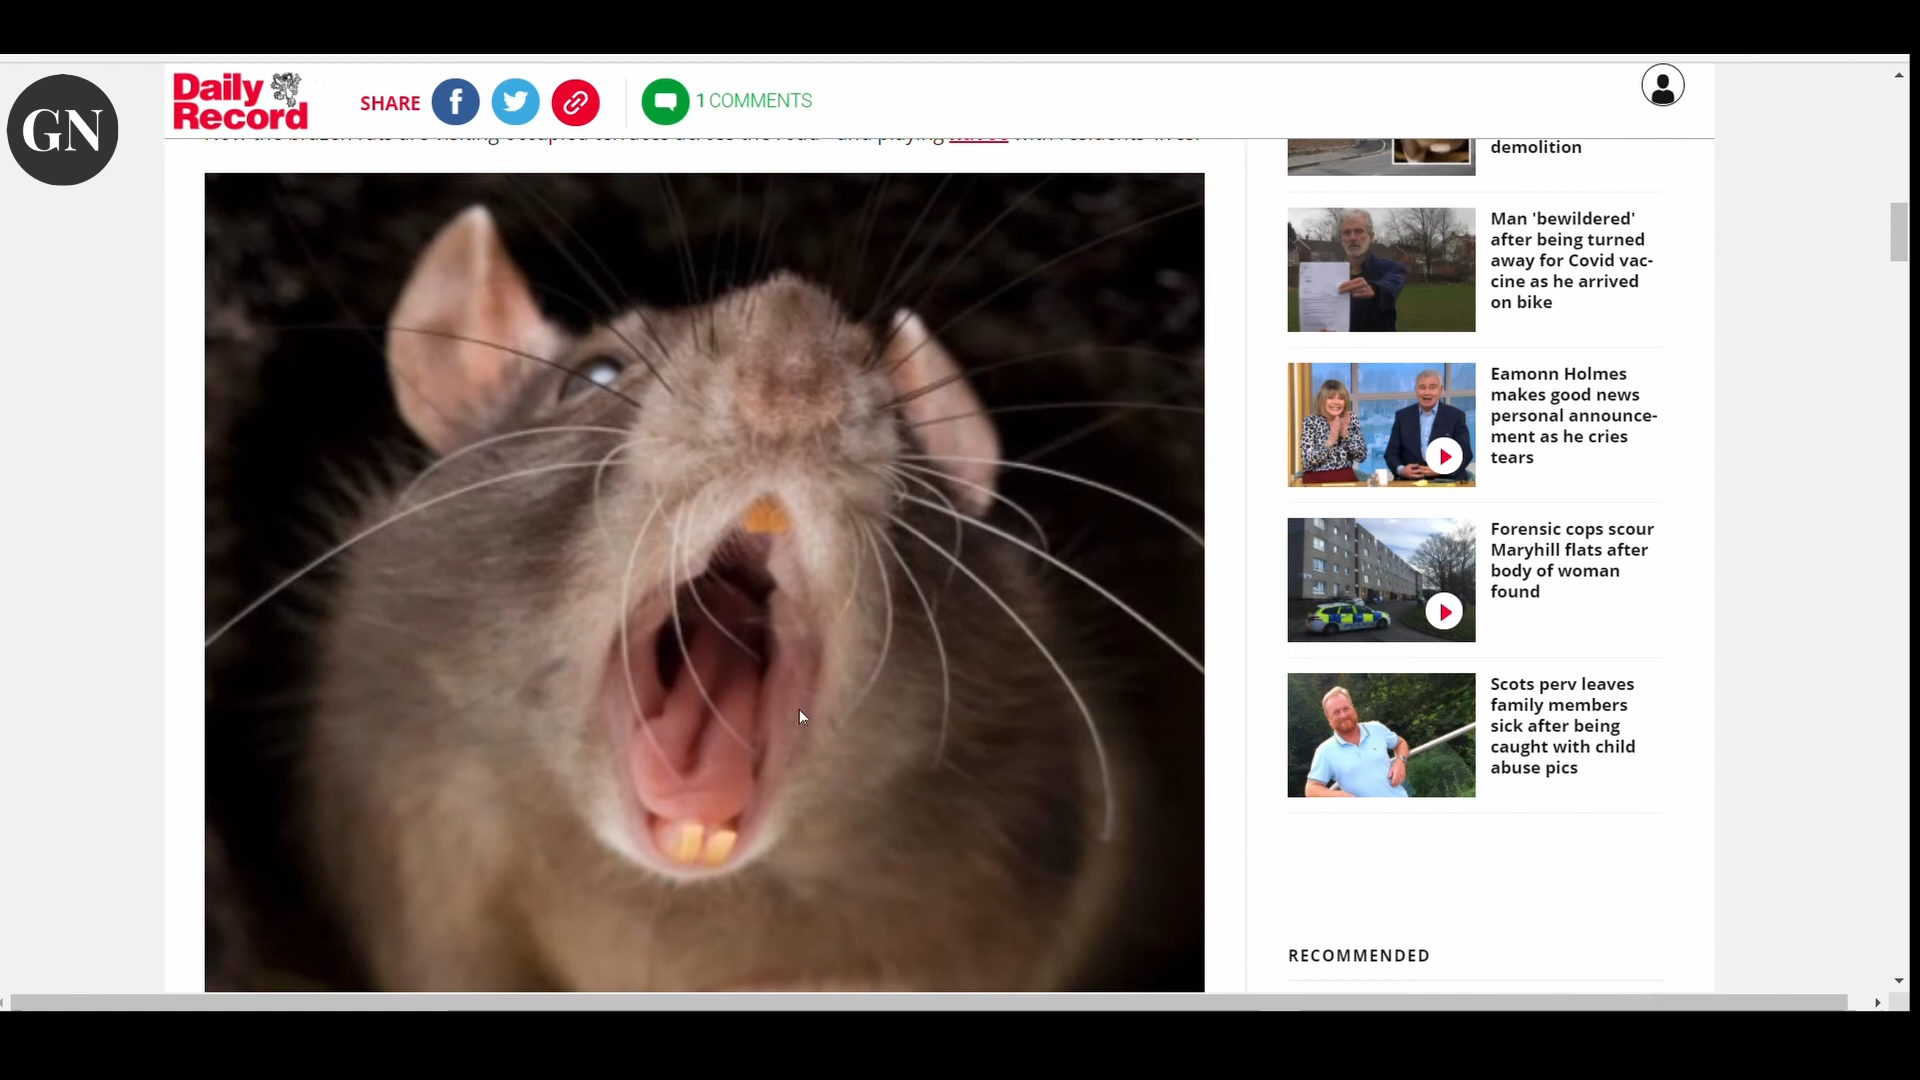 GN
Daily
Record
SHARE
1 COMMENTS
demolition
Man 'bewildered'
after being turned
away for Covid vac-
cine as he arrived
on bike
Eamonn Holmes
makes good news
personal announce-
ment as he cries
tears
Forensic cops scour
Maryhill flats after
body of woman
found
Scots perv leaves
family members
sick after being
caught with child
abuse pics
RECOMMENDED